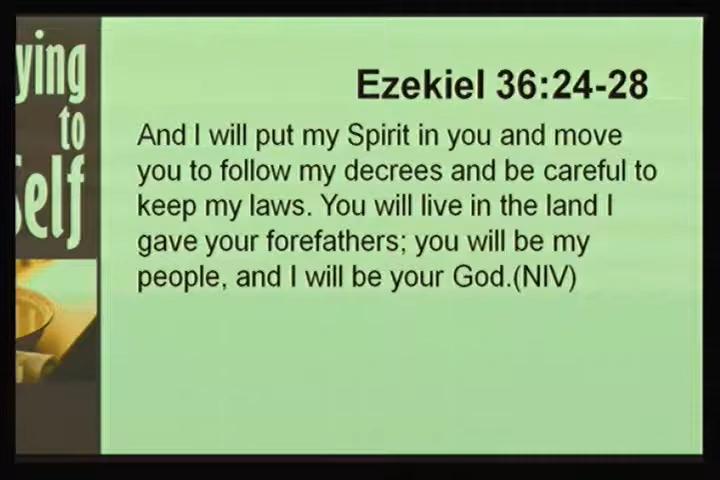 ying
to
Self
Ezekiel 36:24-28
And I will put my Spirit in you and move
you to follow my decrees and be careful to
keep my laws. You will live in the land I
gave your forefathers; you will be my
people, and I will be your God.(NIV)